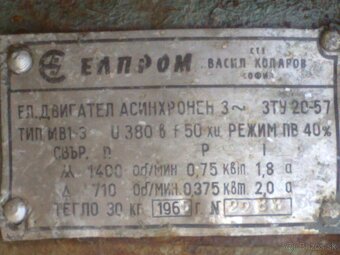 ЕЛПРОМ
ВАСИЛ КОЛАРОВ
СОФИЯ
ЕЛ. ДВИГАТЕЛ АСИНХРОНЕН 3~ ЗТУ 20-57
ТИП U 380 в f 50 хц РЕЖИМ ПВ 40%
СВЪР. n P I
1400 об/мин. 0,75 квт. 1,8 а
Δ 710 об/мин. 0,375 квт. 2,0 а
ТЕГЛО 30 кг. 196 г. №